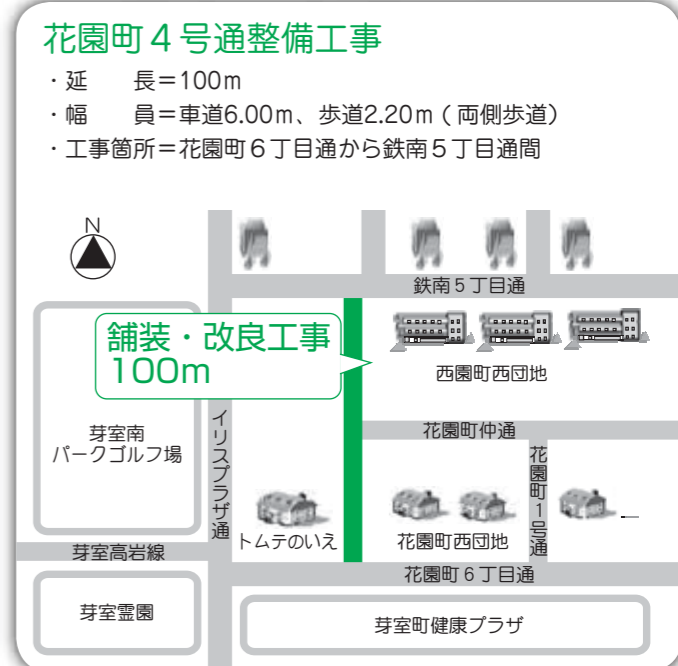 花園町４号通整備工事
・延　　長＝100m
・幅　　員＝車道6.00m、歩道2.20m（両側歩道）
・工事箇所＝花園町６丁目通から鉄南５丁目通間
N
鉄南５丁目通
舗装・改良工事
100m
西園町西団地
芽室南
パークゴルフ場
イリスプラザ通
花園町仲通
花園町１号通
トムテのいえ
花園町西団地
芽室高岩線
花園町６丁目通
芽室霊園
芽室町健康プラザ